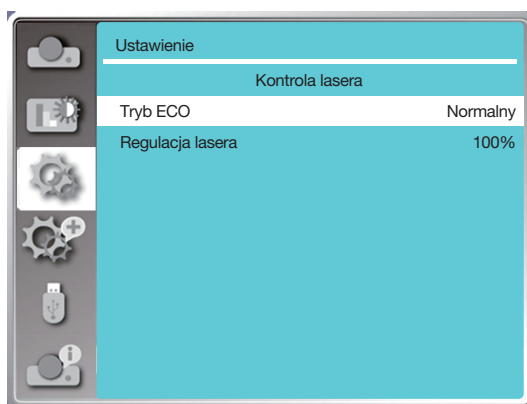 Ustawienie
Kontrola lasera
Tryb ECO Normalny
Regulacja lasera 100%